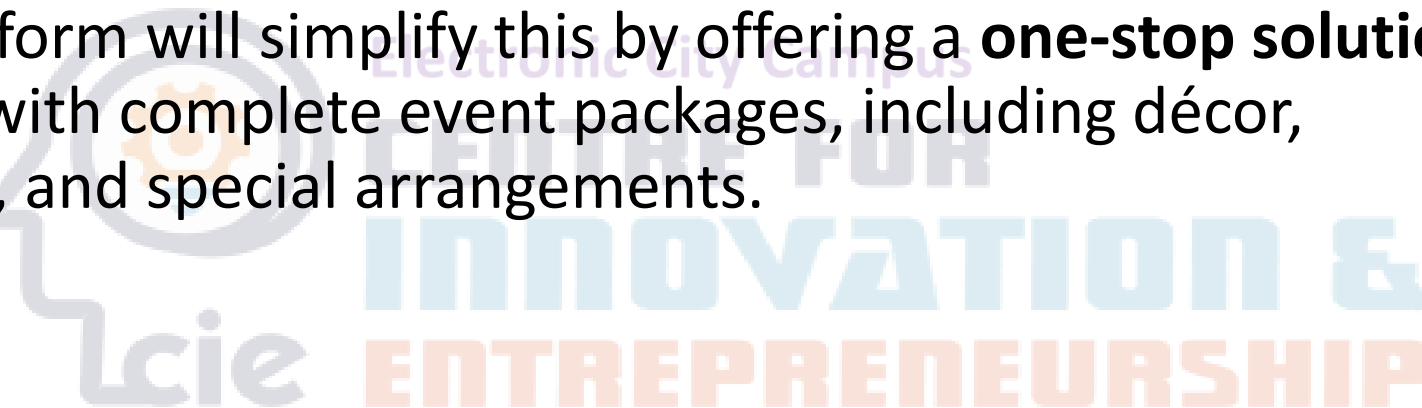 form will simplify this by offering a one-stop soluti
Electronic City Campus
with complete event packages, including décor,
CENTRE FOR
, and special arrangements.
INNOVATION &
cie
ENTREPRENEURSHIP